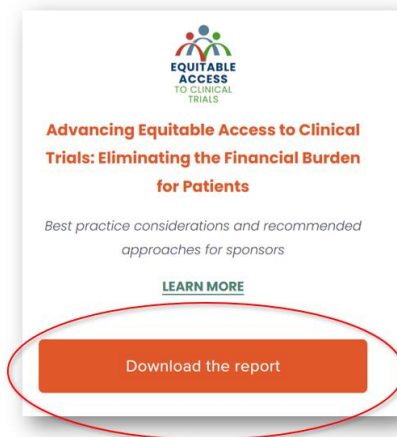 EQUITABLE
ACCESS
TO CLINICAL
TRIALS
Advancing Equitable Access to Clinical
Trials: Eliminating the Financial Burden
for Patients
Best practice considerations and recommended
approaches for sponsors
LEARN MORE
Download the report